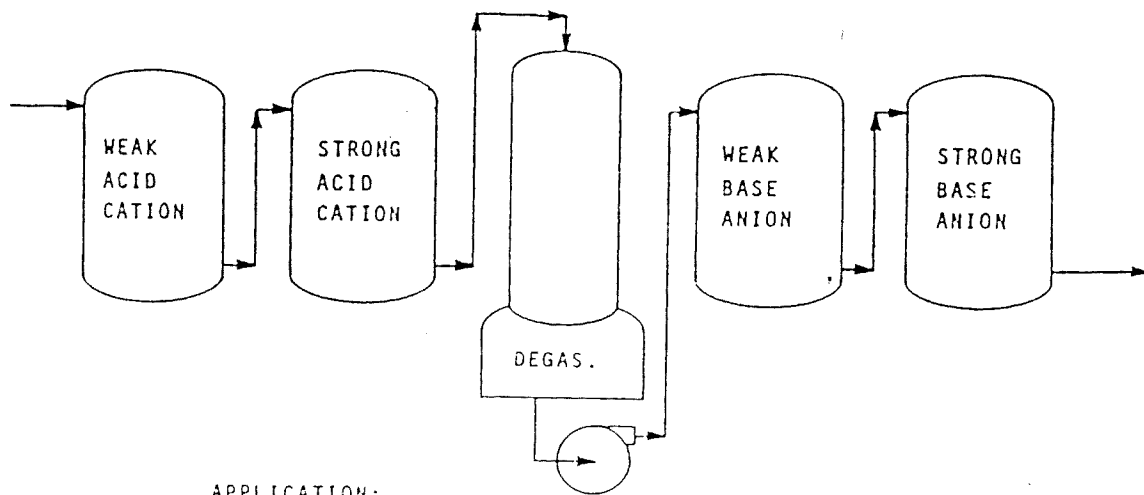 WEAK
ACID
CATION
STRONG
ACID
CATION
DEGAS.
WEAK
BASE
ANION
STRONG
BASE
ANION
APPLICATION: